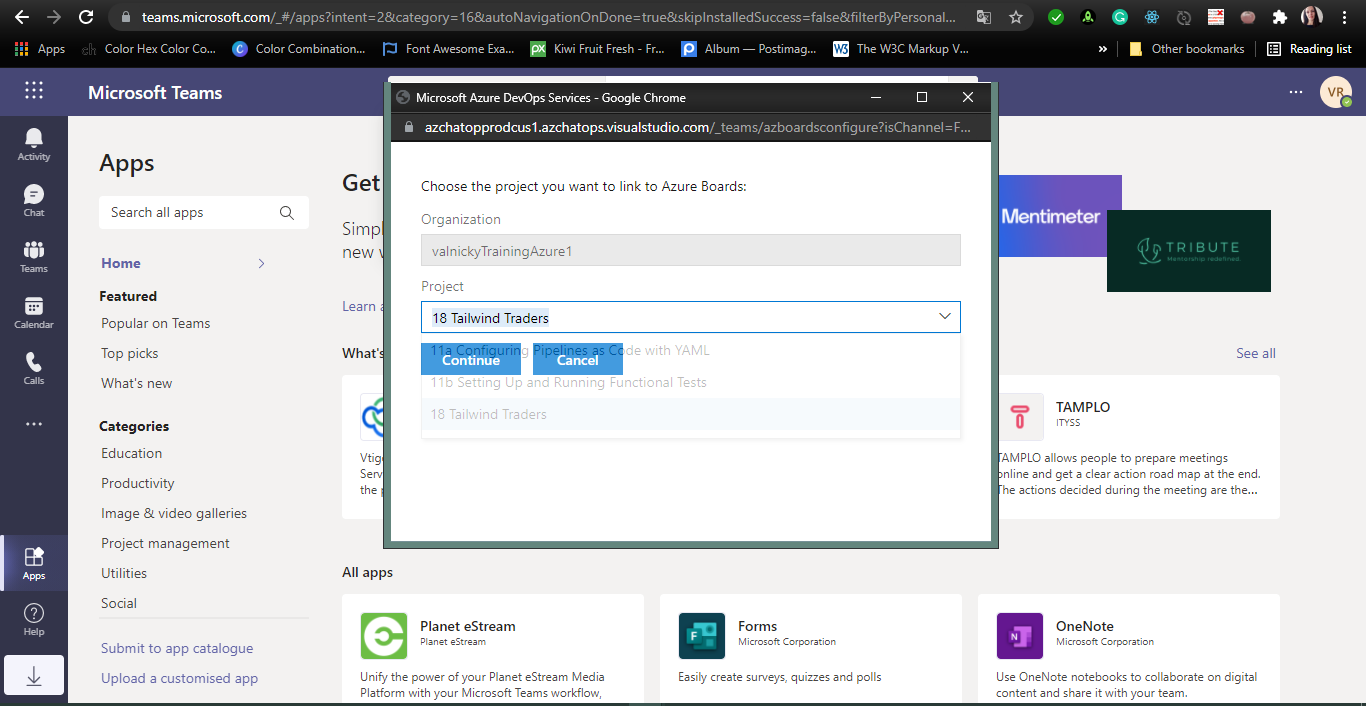 teams.microsoft.com/_#/apps?intent=2&category=16&autoNavigationOnDone=true&skipInstalledSuccess=false&filterByPersonal...
Apps
Color Hex Color Co...
Color Combination...
Font Awesome Exa...
Kiwi Fruit Fresh - Fr...
Album — Postimag...
The W3C Markup V...
»
Other bookmarks
Reading list
Microsoft Teams
VR
Activity
Chat
Teams
Calendar
Calls
Apps
Help
Apps
Search all apps
Home
Featured
Popular on Teams
Top picks
What's new
Categories
Education
Productivity
Image & video galleries
Project management
Utilities
Social
Submit to app catalogue
Upload a customised app
Microsoft Azure DevOps Services - Google Chrome
azchatopprodcus1.azchatops.visualstudio.com/_teams/azboardsconfigure?isChannel=F...
Choose the project you want to link to Azure Boards:
Organization
valnickyTrainingAzure1
Project
18 Tailwind Traders
11a Configuring Pipelines as Code with YAML
Continue
Cancel
11b Setting Up and Running Functional Tests
18 Tailwind Traders
Get
new
Learn
What's
See all
Mentimeter
TRIBUTE
Mentorship redefined.
the
TAMPLO
ITYSS
TAMPLO allows people to prepare meetings
online and get a clear action road map at the end.
The actions decided during the meeting are the...
All apps
Planet eStream
Planet eStream
Unify the power of your Planet eStream Media
Platform with your Microsoft Teams workflow,
Forms
Microsoft Corporation
Easily create surveys, quizzes and polls
OneNote
Microsoft Corporation
Use OneNote notebooks to collaborate on digital
content and share it with your team.